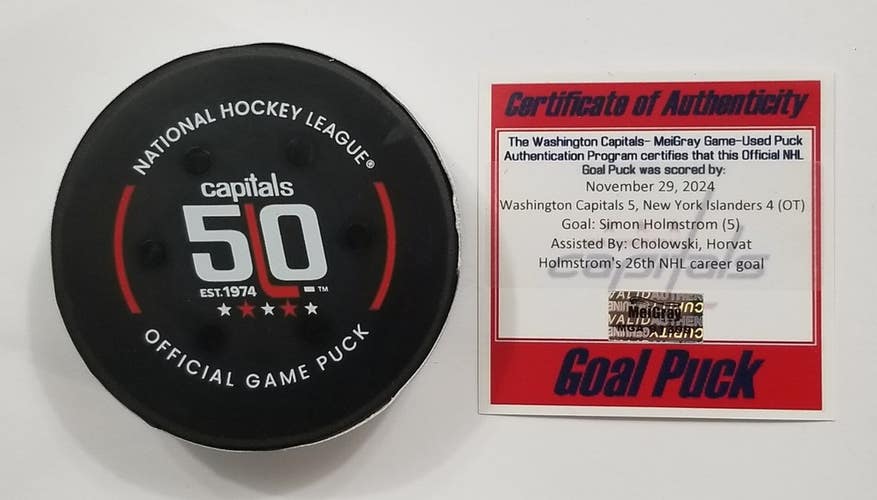 NATIONAL HOCKEY LEAGUE®
capitals
50
EST.1974 TM
OFFICIAL GAME PUCK
Certificate of Authenticity
The Washington Capitals- MeiGray Game-Used Puck
Authentication Program certifies that this Official NHL
Goal Puck was scored by:
November 29, 2024
Washington Capitals 5, New York Islanders 4 (OT)
Goal: Simon Holmstrom (5)
Assisted By: Cholowski, Horvat
Holmstrom's 26th NHL career goal
capitals
MeiGray
Goal Puck